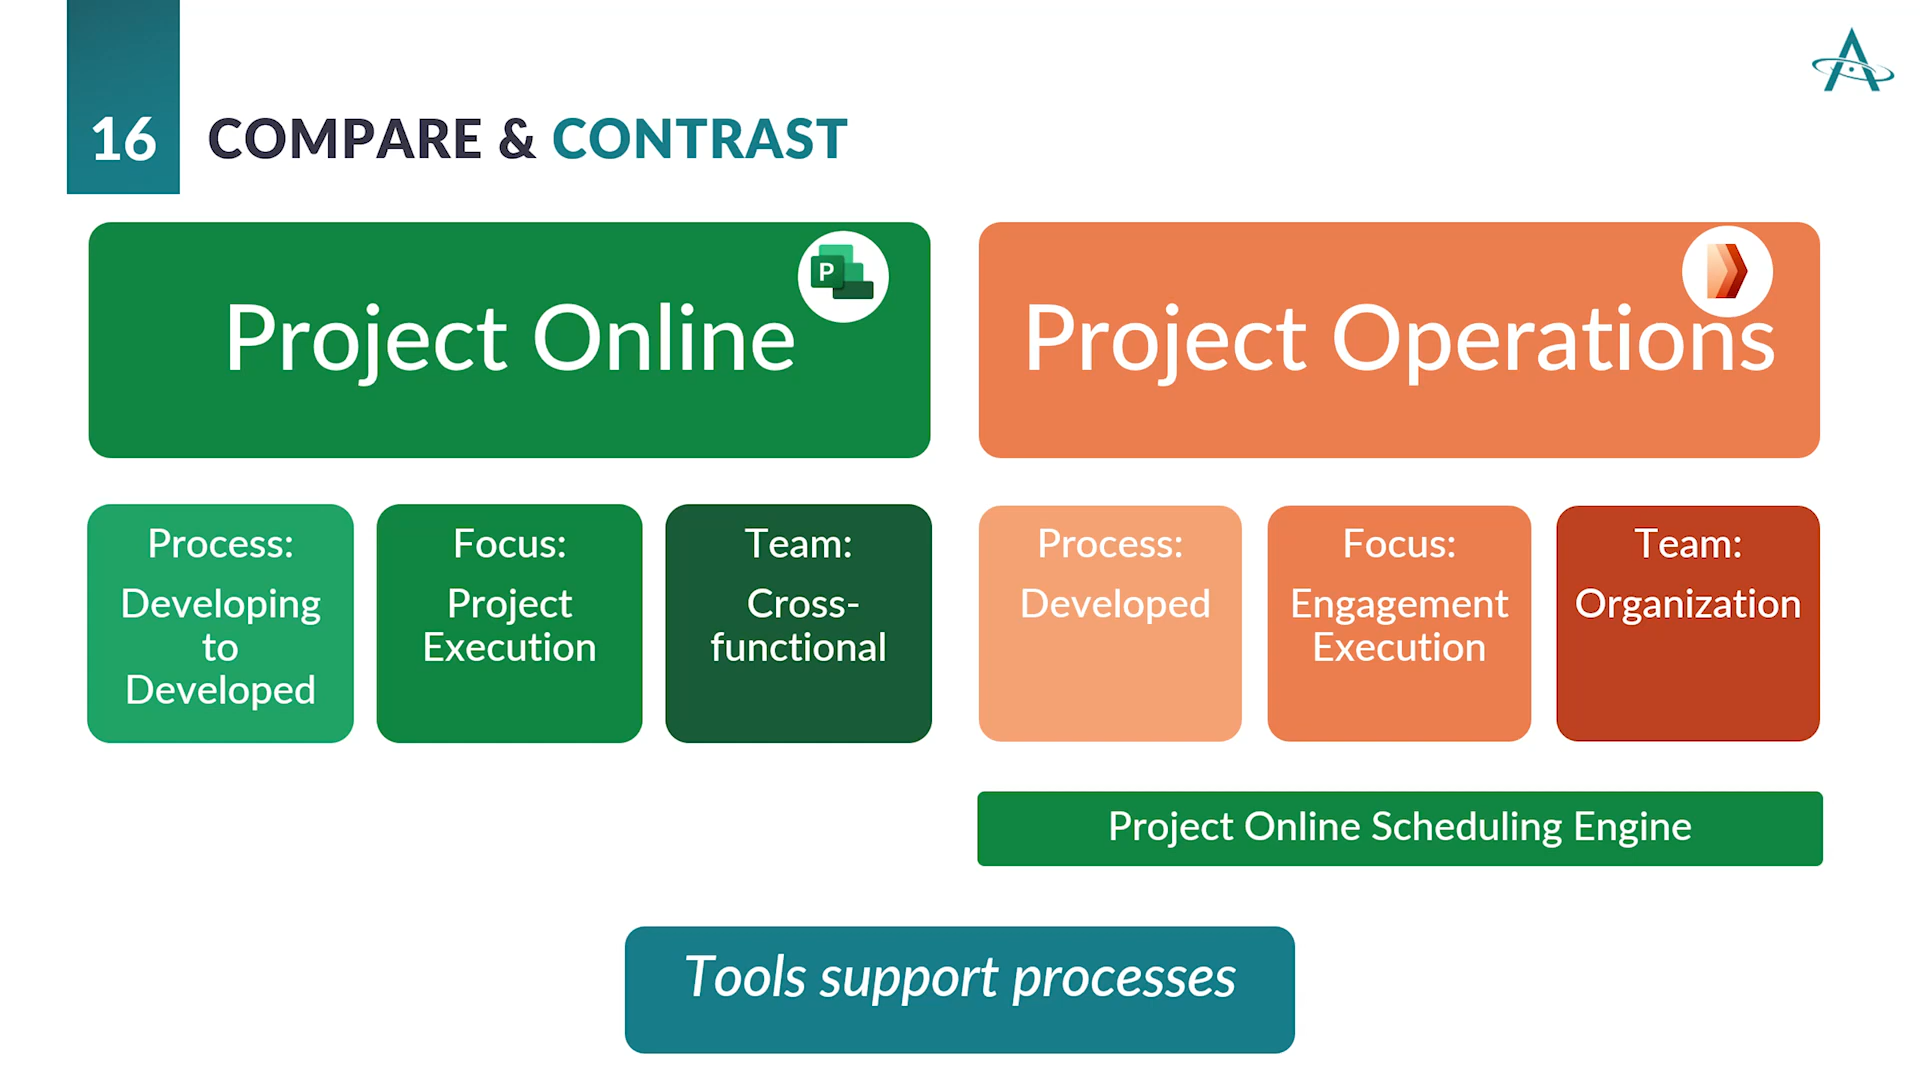 16
COMPARE & CONTRAST
P
Project Online
Project Operations
Process:
Developing
to
Developed
Focus:
Project
Execution
Team:
Cross-
functional
Process:
Developed
Focus:
Engagement
Execution
Team:
Organization
Project Online Scheduling Engine
Tools support processes